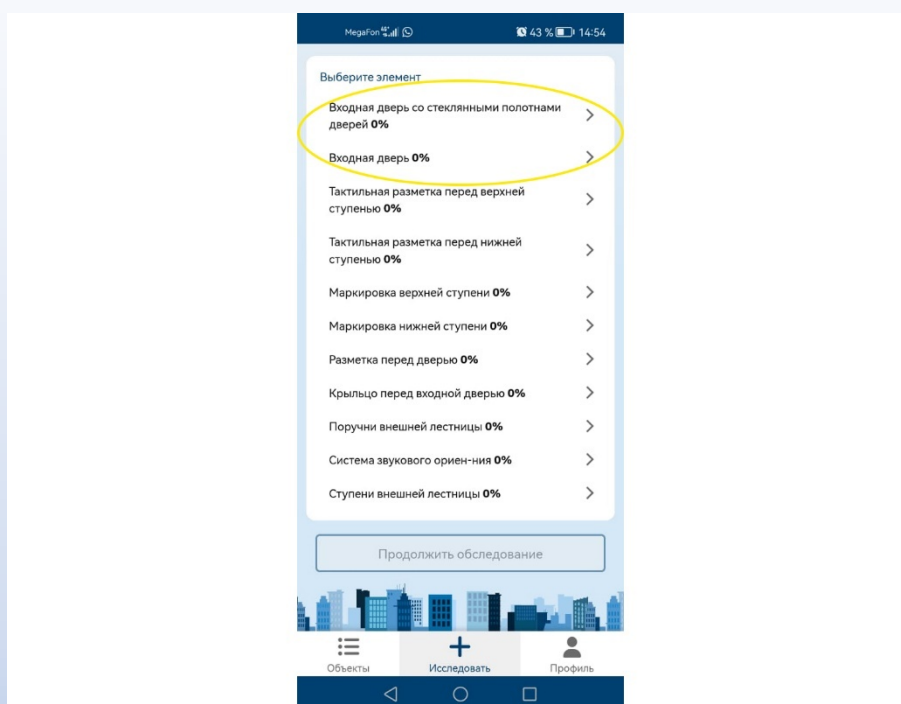 MegaFon 43 % 14:54
Выберите элемент
Входная дверь со стеклянными полотнами
дверей 0%
Входная дверь 0%
Тактильная разметка перед верхней
ступенью 0%
Тактильная разметка перед нижней
ступенью 0%
Маркировка верхней ступени 0%
Маркировка нижней ступени 0%
Разметка перед дверью 0%
Крыльцо перед входной дверью 0%
Поручни внешней лестницы 0%
Система звукового ориен-ния 0%
Ступени внешней лестницы 0%
Продолжить обследование
Объекты Исследовать Профиль